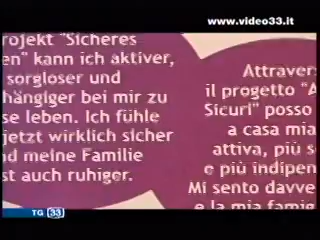 www.video33.it
rojekt "Sicheres
en" kann ich aktiver,
sorgloser und
hängiger bei mir zu
se leben. Ich fühle
jetzt wirklich sicher
d meine Familie
st auch ruhiger.
Attravers
il progetto "A
Sicuri" posso
a casa mia
attiva, più s
e più indipen
Mi sento davve
e la mia famig
TG 33